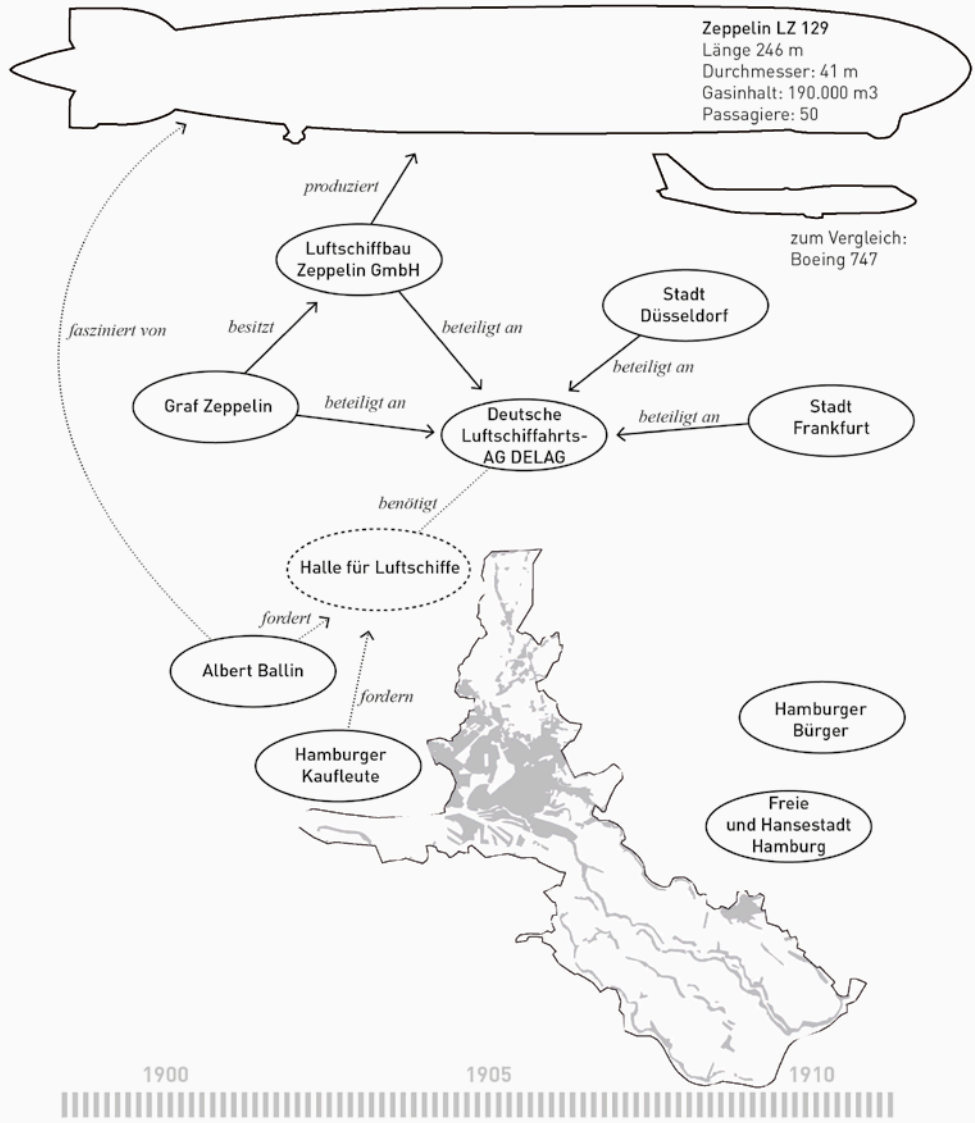 Zeppelin LZ 129
Länge 246 m
Durchmesser: 41 m
Gasinhalt: 190.000 m3
Passagiere: 50
produziert
zum Vergleich:
Boeing 747
Luftschiffbau
Zeppelin GmbH
Stadt
Düsseldorf
fasziniert von
besitzt
beteiligt an
beteiligt an
Graf Zeppelin
beteiligt an
Deutsche
Luftschiffahrts-
AG DELAG
beteiligt an
Stadt
Frankfurt
benötigt
Halle für Luftschiffe
fordert
Albert Ballin
fordern
Hamburger
Kaufleute
Hamburger
Bürger
Freie
und Hansestadt
Hamburg
1900
1905
1910